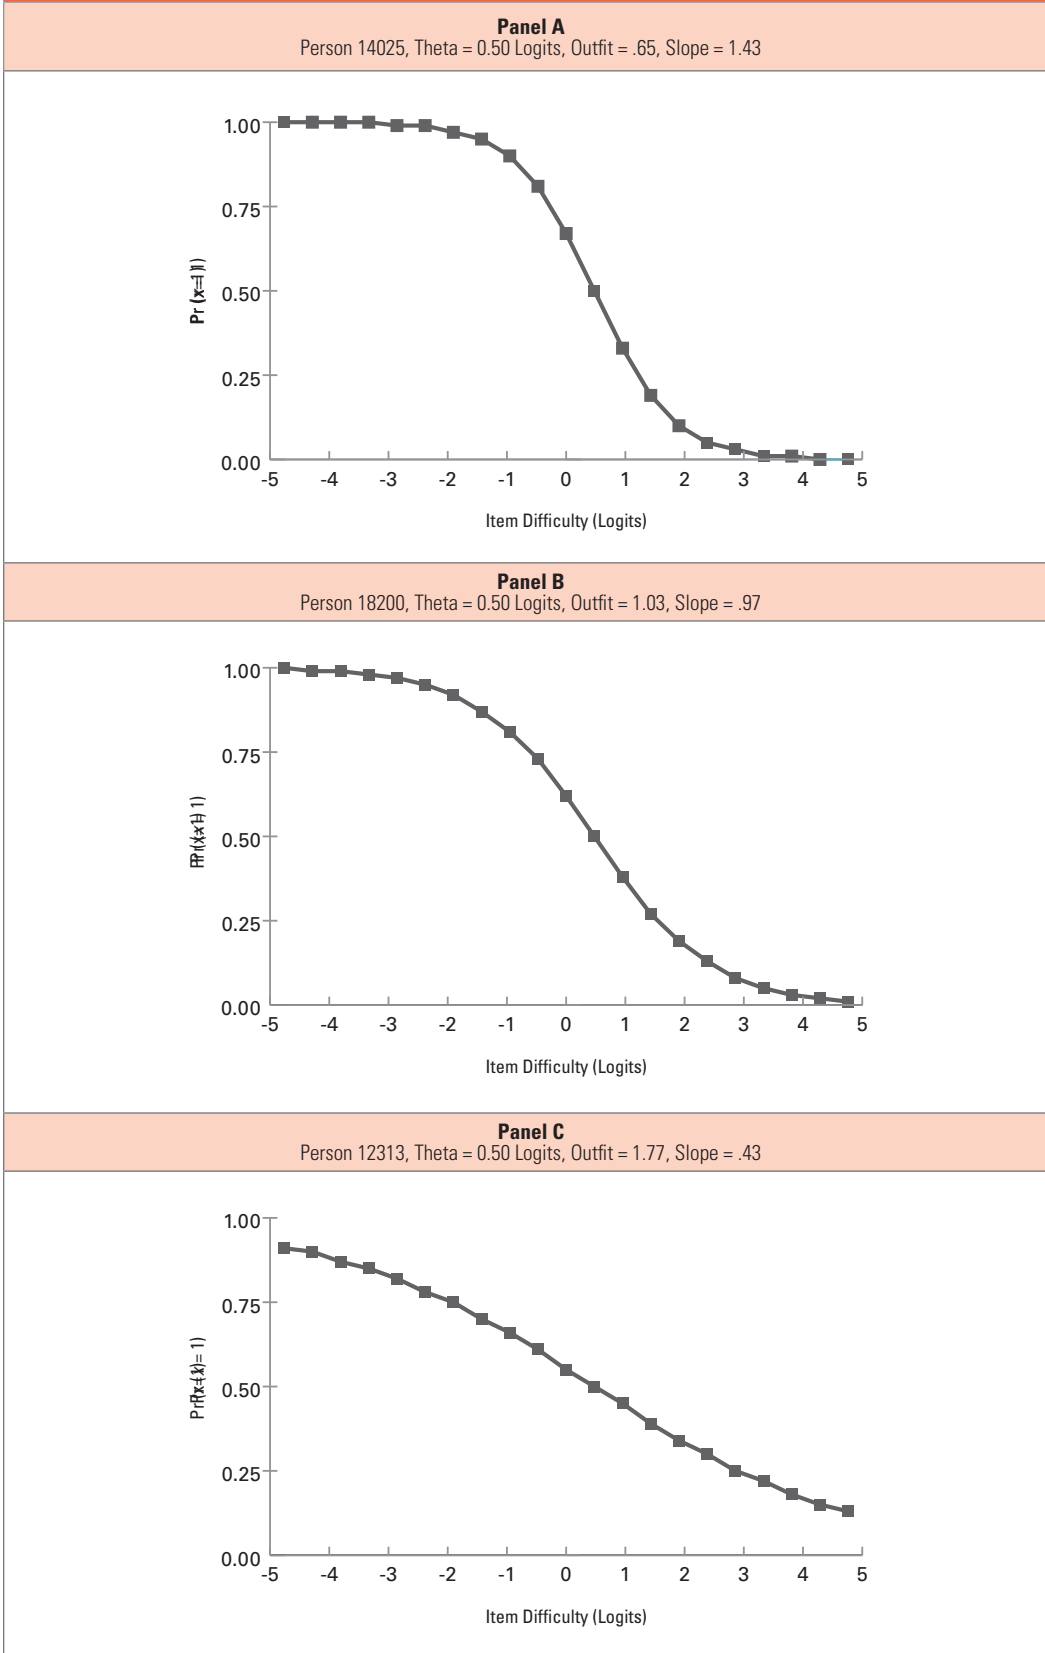 Panel A
Person 14025, Theta = 0.50 Logits, Outfit = .65, Slope = 1.43
1.00
0.75
0.50
0.25
0.00
Pr (x=1)
-5 -4 -3 -2 -1 0 1 2 3 4 5
Item Difficulty (Logits)
Panel B
Person 18200, Theta = 0.50 Logits, Outfit = 1.03, Slope = .97
1.00
0.75
0.50
0.25
0.00
-5 -4 -3 -2 -1 0 1 2 3 4 5
Item Difficulty (Logits)
Panel C
Person 12313, Theta = 0.50 Logits, Outfit = 1.77, Slope = .43
1.00
0.75
0.50
0.25
0.00
-5 -4 -3 -2 -1 0 1 2 3 4 5
Item Difficulty (Logits)